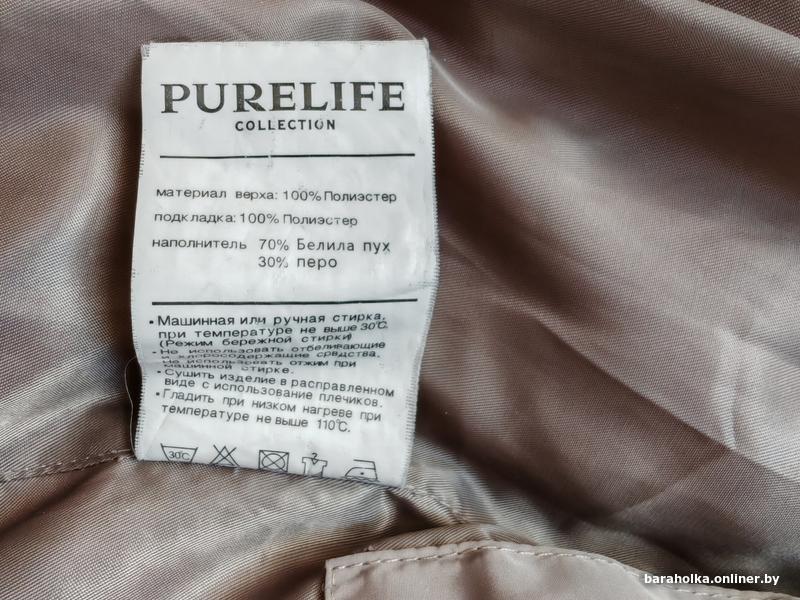 PURELIFE
COLLECTION
материал верха: 100% Полиэстер
подкладка: 100% Полиэстер
наполнитель 70% Белила пух
30% перо
• Машинная или ручная стирка,
при температуре не выше 30°C.
(Режим бережной стирки)
• Не использовать отбеливающие
и хлоросодержащие средства.
Не использовать отжим при
машинной стирке.
• Сушить изделие в расправленном
виде с использование плечиков.
• Гладить при низком нагреве при
температуре не выше 110°C.
30°C
2
baraholka.onliner.by